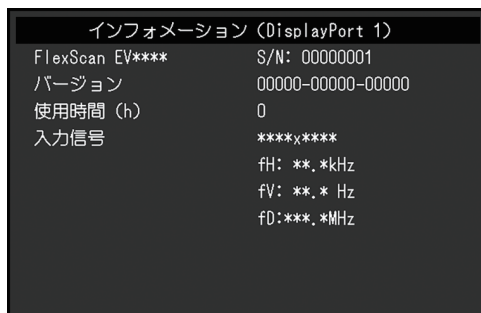 インフォメーション (DisplayPort 1)
FlexScan EV**** S/N: 00000001
バージョン 00000-00000-00000
使用時間 (h) 0
入力信号 ****x****
fH: **.*kHz
fV: **.* Hz
fD:***.*MHz